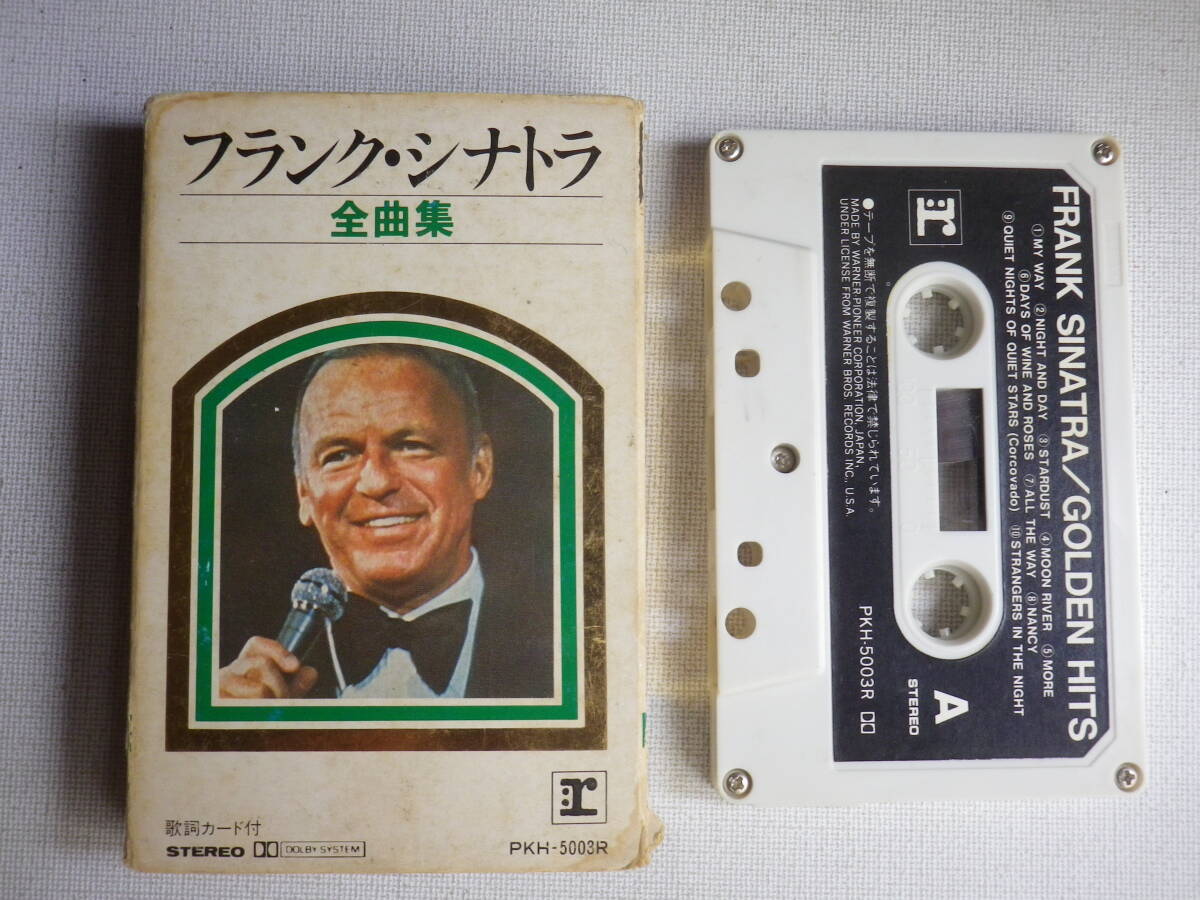 フランク・シナトラ
全曲集
r
歌詞カード付
STEREO DOLBY SYSTEM
PKH-5003R
FRANK SINATRA/GOLDEN HITS
①MY WAY ②NIGHT AND DAY ③STARDUST ④MOON RIVER ⑤MORE
⑥DAYS OF WINE AND ROSES ⑦ALL THE WAY ⑧NANCY
⑨QUIET NIGHTS OF QUIET STARS (Corcovado) ⑩STRANGERS IN THE NIGHT
r
A
STEREO
●テープを無断で複製することは法律で禁じられています。
MADE BY WARNER-PIONEER CORPORATION, JAPAN,
UNDER LICENSE FROM WARNER BROS. RECORDS INC., U.S.A.
PKH-5003R